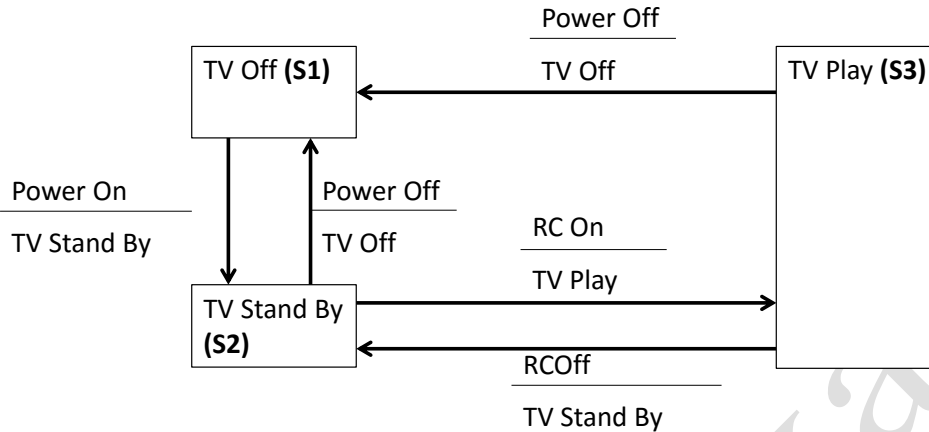 Power Off
TV Off
TV Off (S1)
TV Play (S3)
Power On
TV Stand By
Power Off
TV Off
RC On
TV Play
TV Stand By
(S2)
RCOff
TV Stand By